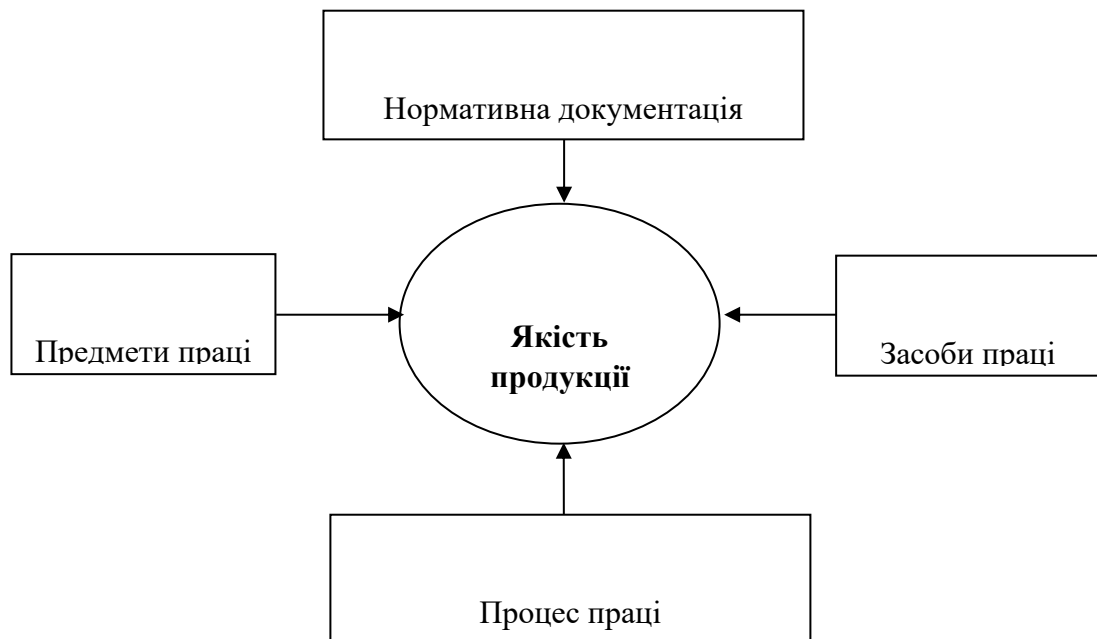 Нормативна документація
Предмети праці
Якість
продукції
Засоби праці
Процес праці